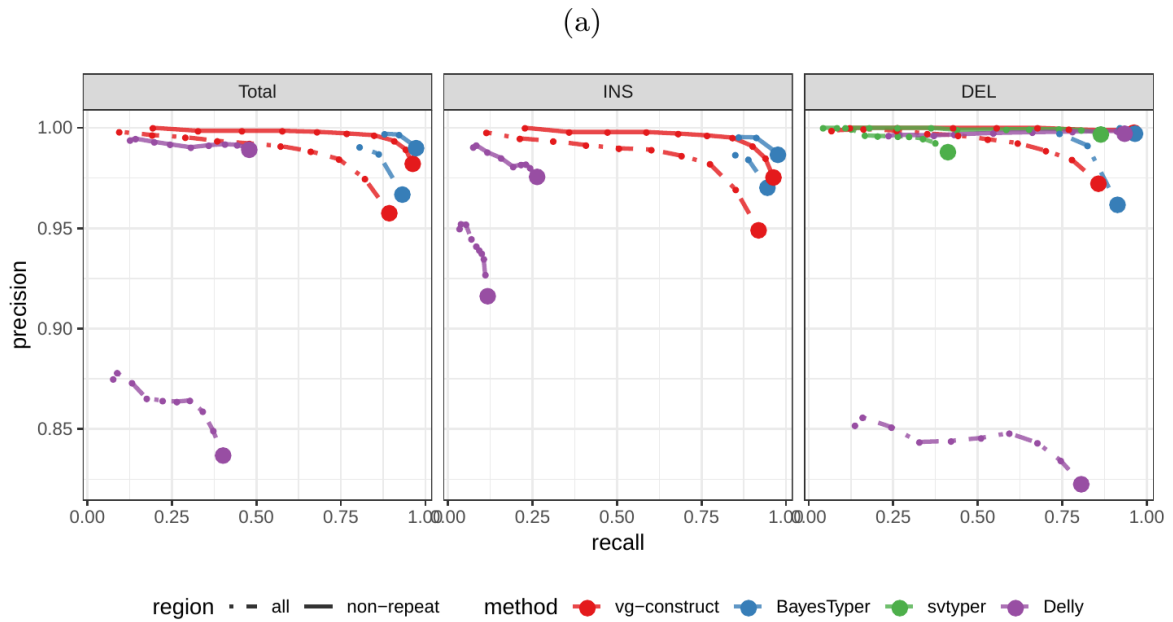 (a)
Total INS DEL
1.00
0.95
0.90
0.85
precision
0.00 0.25 0.50 0.75 1.00 0.00 0.25 0.50 0.75 1.00 0.00 0.25 0.50 0.75 1.00
recall
region all non−repeat method vg−construct BayesTyper svtyper Delly